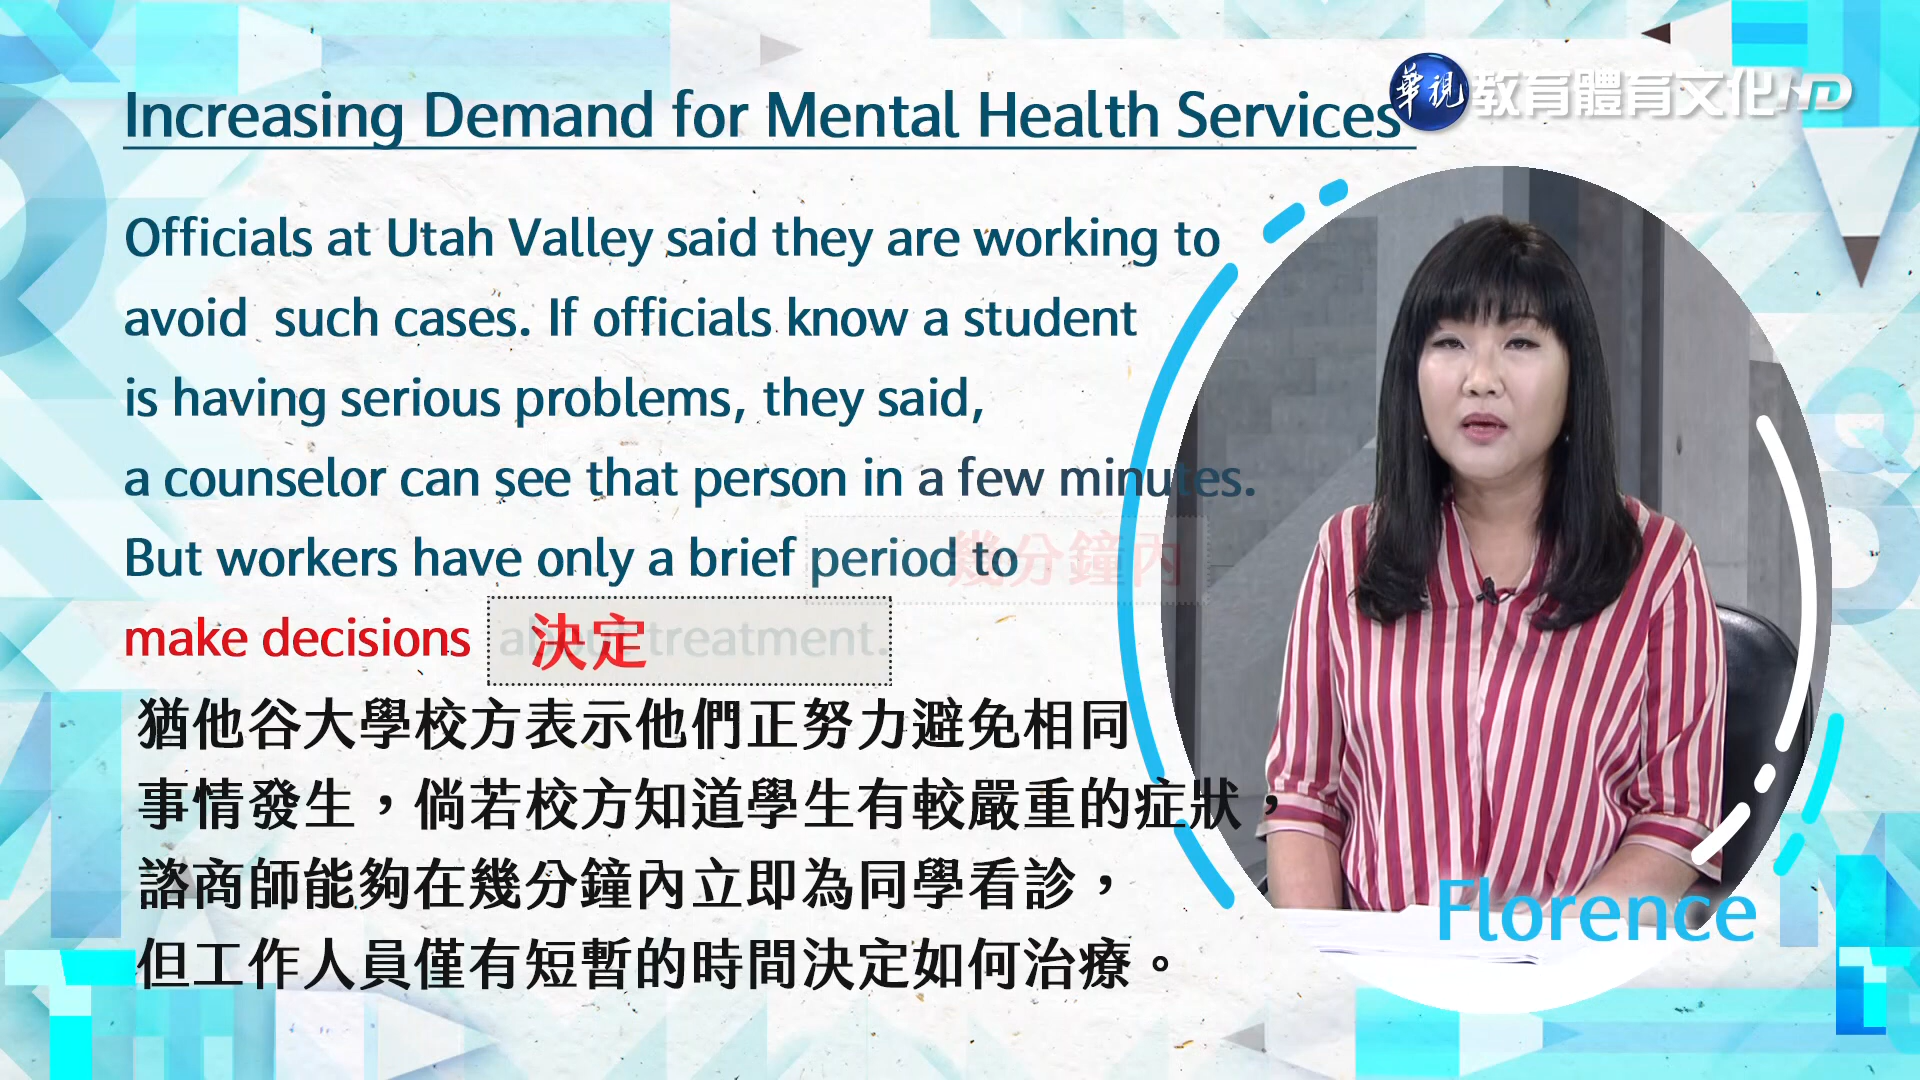 Increasing Demand for Mental Health Services
華視 教育體育文化HD
Officials at Utah Valley said they are working to
avoid such cases. If officials know a student
is having serious problems, they said,
a counselor can see that person in a few minutes.
幾分鐘內
But workers have only a brief period to
make decisions about treatment.
決定
猶他谷大學校方表示他們正努力避免相同
事情發生，倘若校方知道學生有較嚴重的症狀，
諮商師能夠在幾分鐘內立即為同學看診，
但工作人員僅有短暫的時間決定如何治療。
Florence